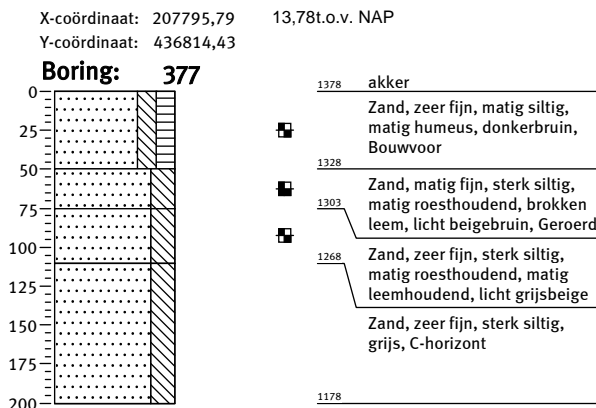 X-coördinaat: 207795,79 13,78t.o.v. NAP
Y-coördinaat: 436814,43
Boring: 377
0
25
50
75
100
125
150
175
200
1378 akker
Zand, zeer fijn, matig siltig,
matig humeus, donkerbruin,
Bouwvoor
1328
Zand, matig fijn, sterk siltig,
matig roesthoudend, brokken
leem, licht beigebruin, Geroerd
1303
Zand, zeer fijn, sterk siltig,
matig roesthoudend, matig
leemhoudend, licht grijsbeige
1268
Zand, zeer fijn, sterk siltig,
grijs, C-horizont
1178